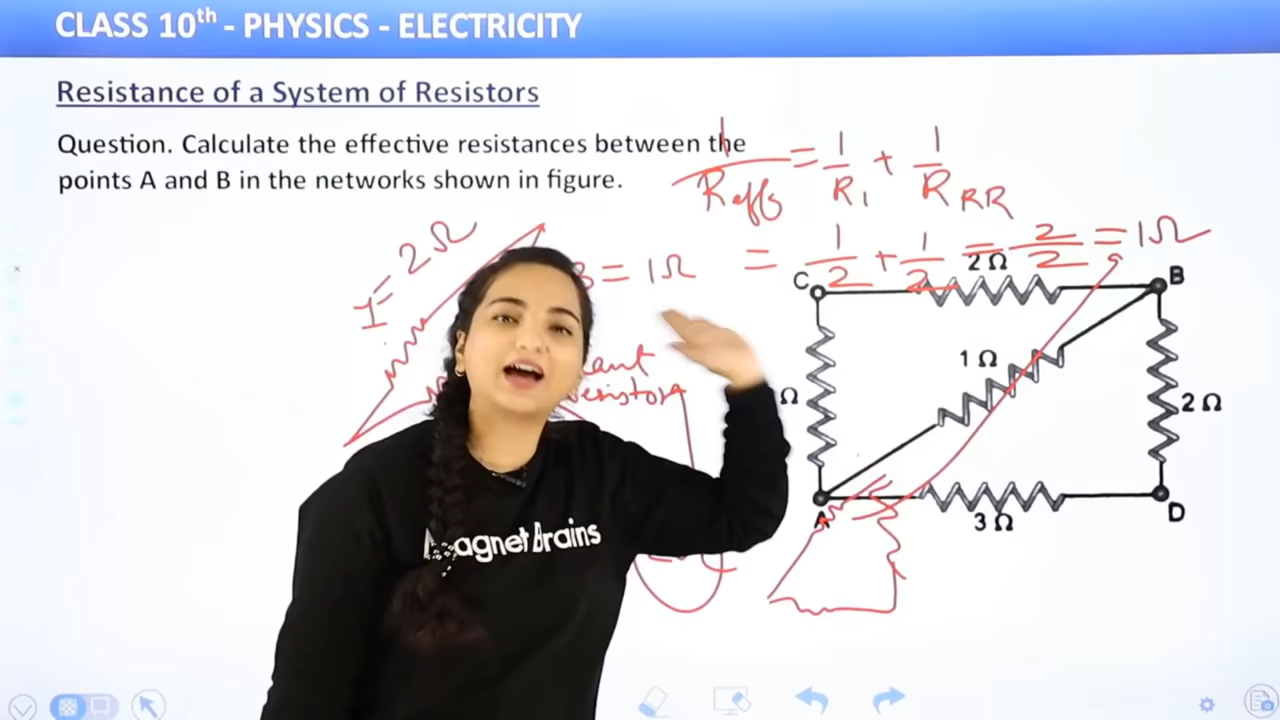 CLASS 10th - PHYSICS - ELECTRICITY
Resistance of a System of Resistors
Question. Calculate the effective resistances between the
points A and B in the networks shown in figure.
1/Reff = 1/R1 + 1/R RR
= 1/2 + 1/2 = 2/2 = 1Ω
= 2Ω
= 1Ω
C
2 Ω
B
1 Ω
Ω
2 Ω
A
3 Ω
D
Magnet Brains